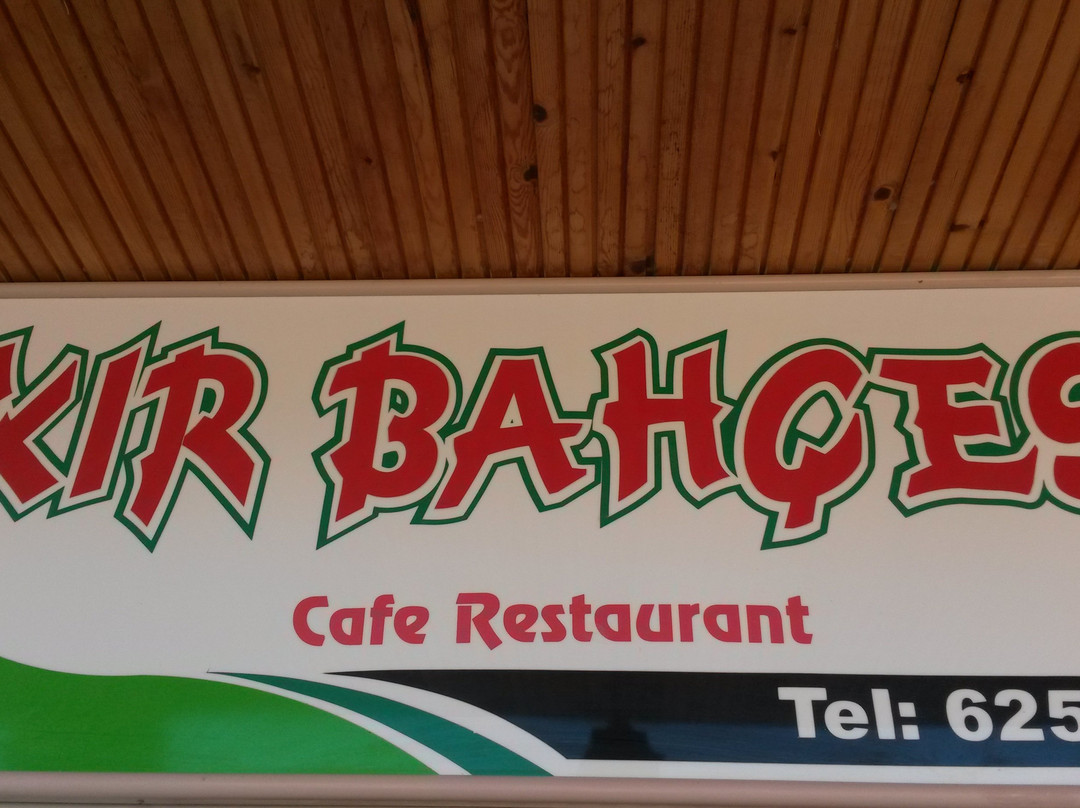 KIR BAHÇES
Cafe Restaurant
Tel: 625